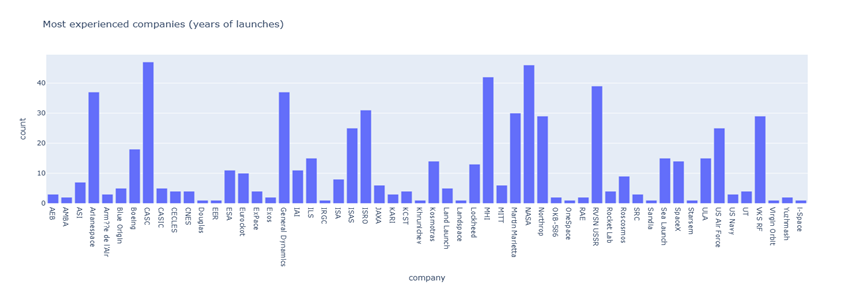 Most experienced companies (years of launches)
count
40
30
20
10
0
AEB
AMBA
ASI
Arianespace
Arm??e de l'Air
Blue Origin
Boeing
CASC
CASIC
CECLES
CNES
Douglas
EER
ESA
Eurockot
ExPace
Exos
General Dynamics
IAI
ILS
IRGC
ISA
ISAS
ISRO
JAXA
KARI
KCST
Khrunichev
Kosmotras
Land Launch
Landspace
Lockheed
MHI
MITT
Martin Marietta
NASA
Northrop
OKB-586
OneSpace
RAE
RVSN USSR
Rocket Lab
Roscosmos
SRC
Sandia
Sea Launch
SpaceX
Starsem
ULA
US Air Force
US Navy
UT
VKS RF
Virgin Orbit
Yuzhmash
i-Space
company